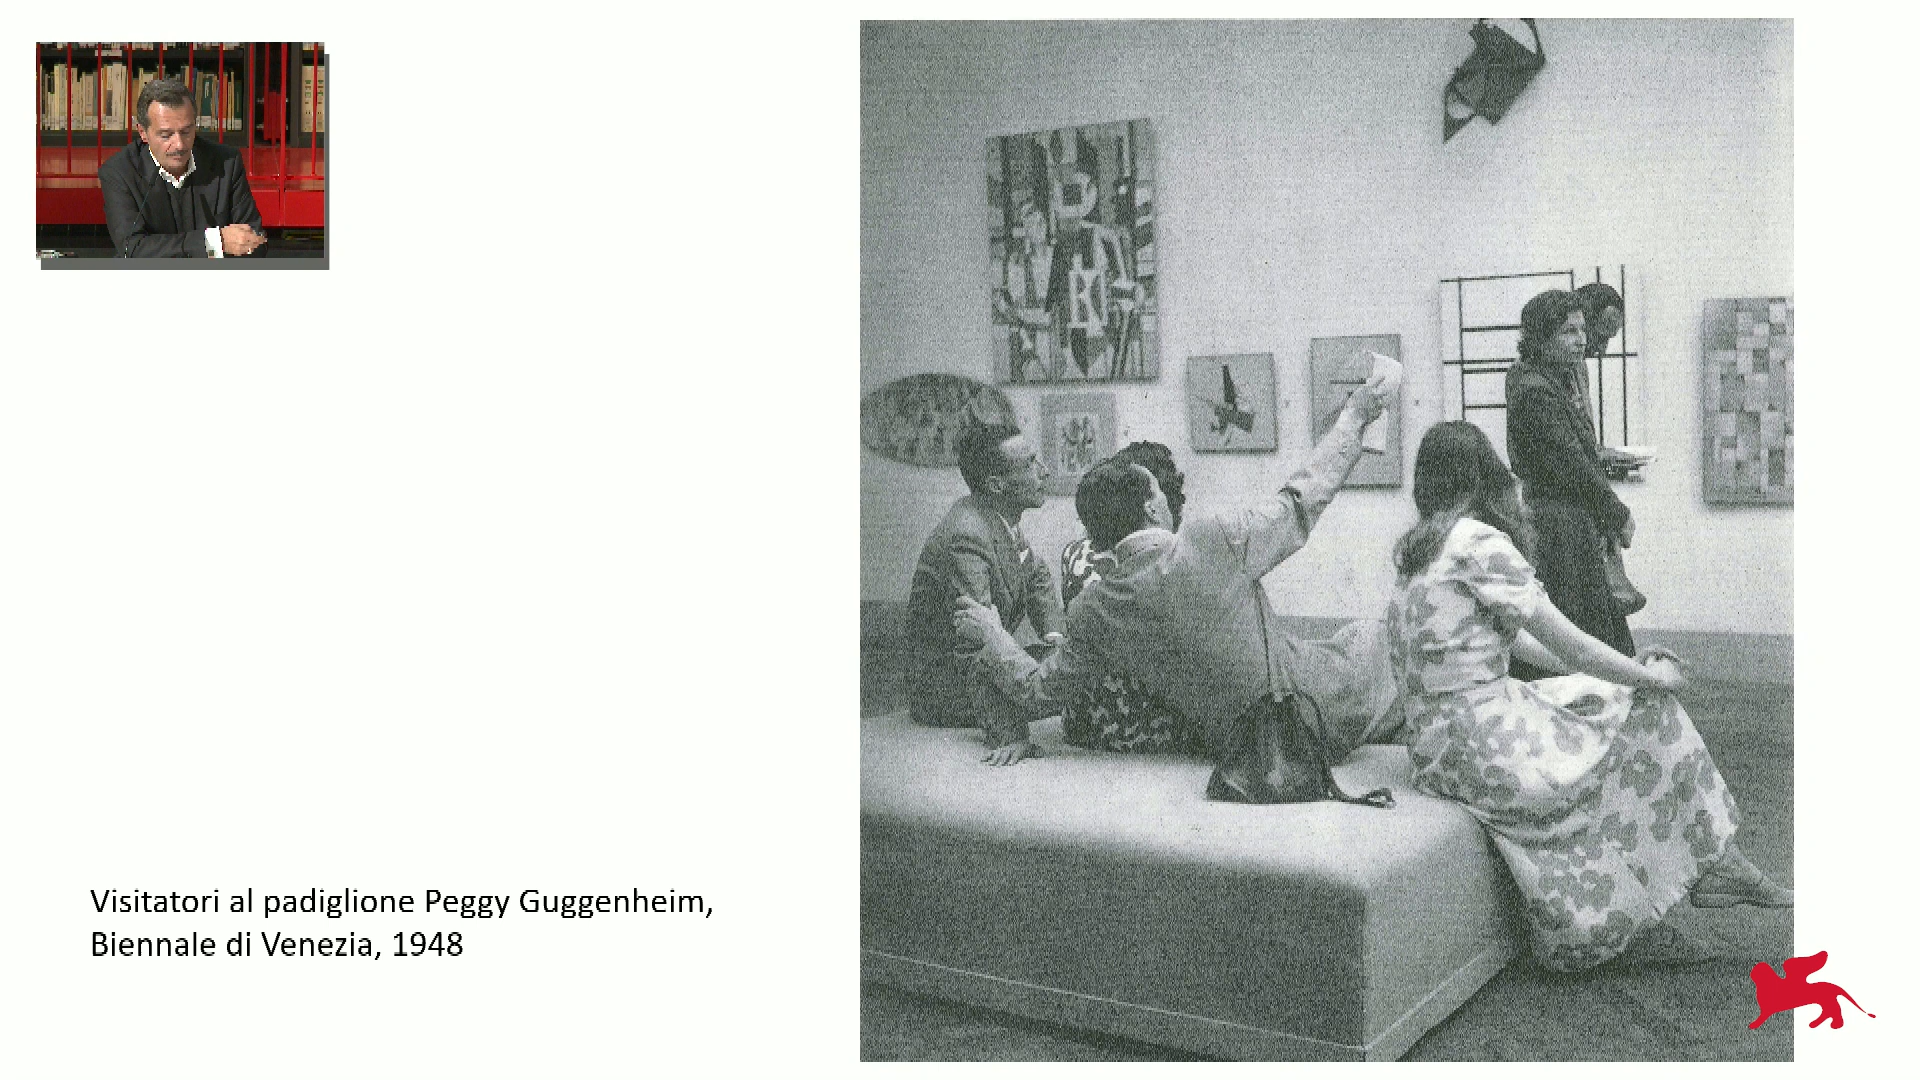 Visitatori al padiglione Peggy Guggenheim,
Biennale di Venezia, 1948